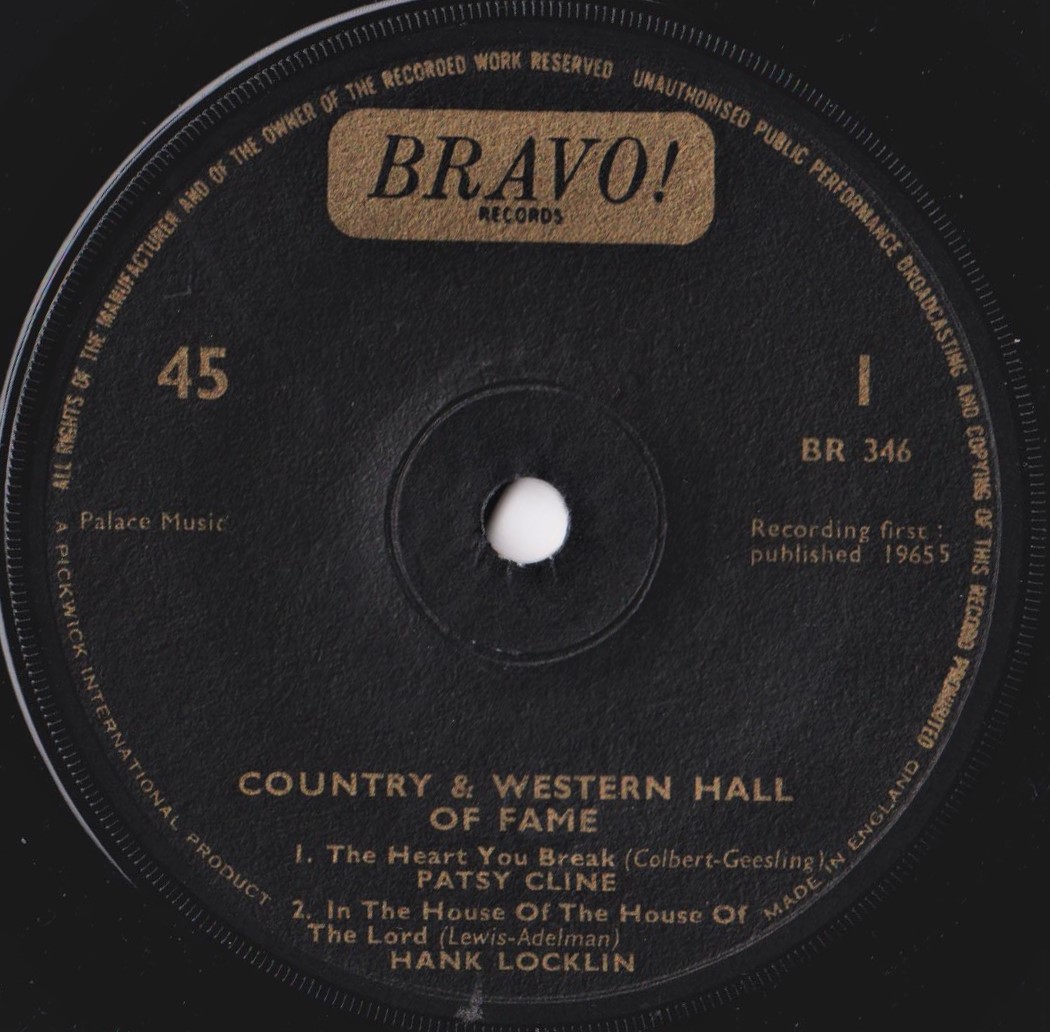 ALL RIGHTS OF THE MANUFACTURER AND OF THE OWNER OF THE RECORDED WORK RESERVED UNAUTHORISED PUBLIC PERFORMANCE BROADCASTING AND COPYING OF THIS RECORD PROHIBITED
BRAVO!
RECORDS
45
1
BR 346
Palace Music
Recording first :
published 19655
COUNTRY & WESTERN HALL
OF FAME
1. The Heart You Break (Colbert-Geesling)
PATSY CLINE
2. In The House Of The House Of
The Lord (Lewis-Adelman)
HANK LOCKLIN
A PICKWICK INTERNATIONAL PRODUCT
MADE IN ENGLAND